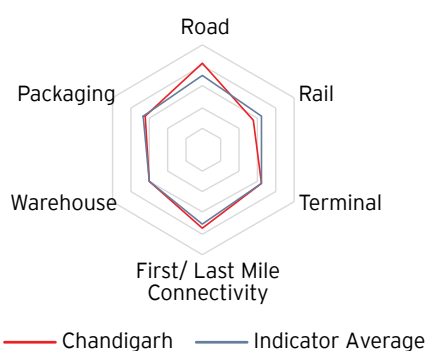 Road
Packaging
Rail
Warehouse
Terminal
First/ Last Mile
Connectivity
Chandigarh
Indicator Average